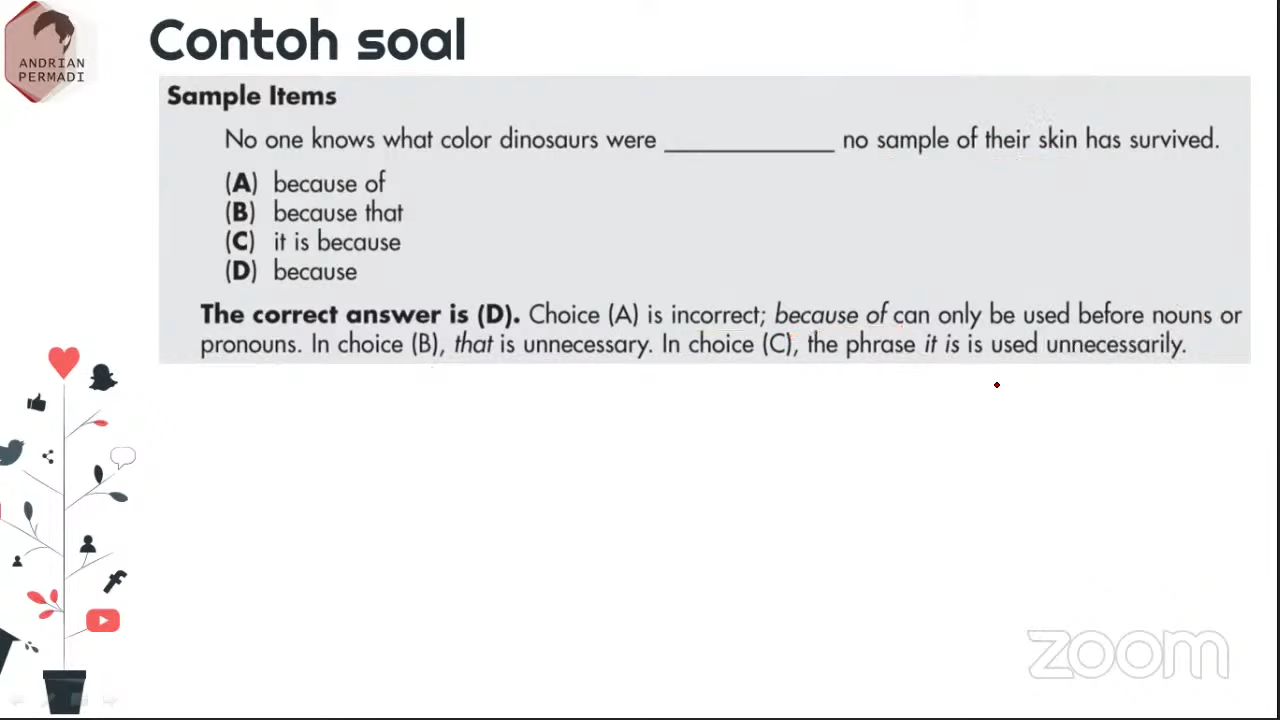 ANDRIAN
PERMADI
Contoh soal
Sample Items
No one knows what color dinosaurs were ____________ no sample of their skin has survived.
(A) because of
(B) because that
(C) it is because
(D) because
The correct answer is (D). Choice (A) is incorrect; because of can only be used before nouns or
pronouns. In choice (B), that is unnecessary. In choice (C), the phrase it is is used unnecessarily.
zoom